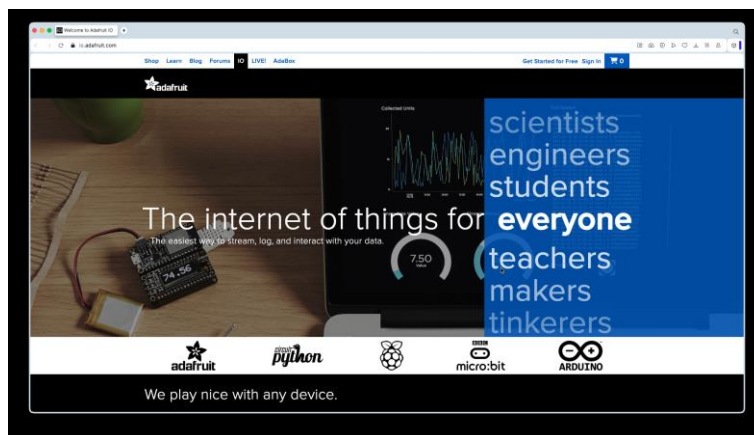 Welcome to Adafruit IO
io.adafruit.com
Shop Learn Blog Forums IO LIVE! AdaBox
Get Started for Free Sign In 0
adafruit
Collected Units
scientists
engineers
students
The internet of things for everyone
The easiest way to stream, log, and interact with your data.
teachers
makers
tinkerers
7.50
Value
74.56
adafruit
circuit
python
BBC
micro:bit
ARDUINO
We play nice with any device.